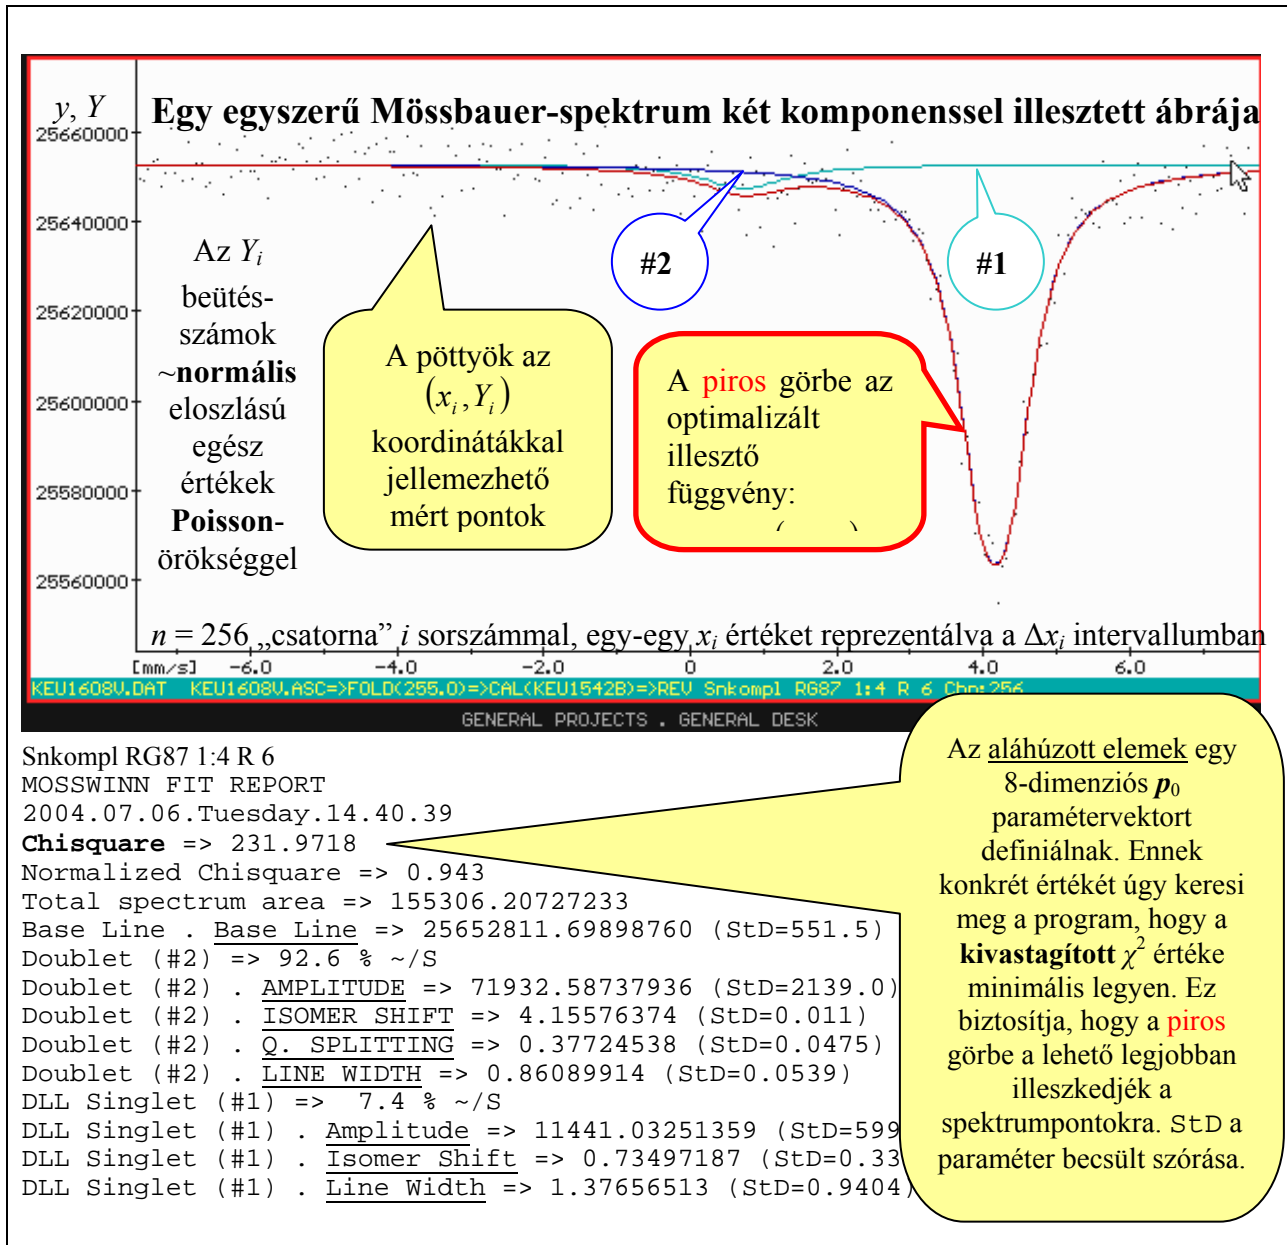 y, Y
Egy egyszerű Mössbauer-spektrum két komponenssel illesztett ábrája
25660000
25640000
25620000
25600000
25580000
25560000
Az Yi
beütés-
számok
~normális
eloszlású
egész
értékek
Poisson-
örökséggel
A pöttyök az
(xi, Yi)
koordinátákkal
jellemezhető
mért pontok
#2
#1
A piros görbe az
optimalizált
illesztő
függvény:
n = 256 „csatorna” i sorszámmal, egy-egy xi értéket reprezentálva a Δxi intervallumban
[mm/s] -6.0 -4.0 -2.0 0 2.0 4.0 6.0
KEU1608V.DAT KEU1608V.ASC=>FOLD(255.0)=>CAL(KEU1542B)=>REV Snkompl RG87 1:4 R 6 Chn:256
GENERAL PROJECTS . GENERAL DESK
Snkompl RG87 1:4 R 6
MOSSWINN FIT REPORT
2004.07.06.Tuesday.14.40.39
Chisquare => 231.9718
Normalized Chisquare => 0.943
Total spectrum area => 155306.20727233
Base Line . Base Line => 25652811.69898760 (StD=551.5)
Doublet (#2) => 92.6 % ~/S
Doublet (#2) . AMPLITUDE => 71932.58737936 (StD=2139.0)
Doublet (#2) . ISOMER SHIFT => 4.15576374 (StD=0.011)
Doublet (#2) . Q. SPLITTING => 0.37724538 (StD=0.0475)
Doublet (#2) . LINE WIDTH => 0.86089914 (StD=0.0539)
DLL Singlet (#1) => 7.4 % ~/S
DLL Singlet (#1) . Amplitude => 11441.03251359 (StD=599
DLL Singlet (#1) . Isomer Shift => 0.73497187 (StD=0.33
DLL Singlet (#1) . Line Width => 1.37656513 (StD=0.9404)
Az aláhúzott elemek egy
8-dimenziós p0
paramétervektort
definiálnak. Ennek
konkrét értékét úgy keresi
meg a program, hogy a
kivastagított χ² értéke
minimális legyen. Ez
biztosítja, hogy a piros
görbe a lehető legjobban
illeszkedjék a
spektrumpontokra. StD a
paraméter becsült szórása.